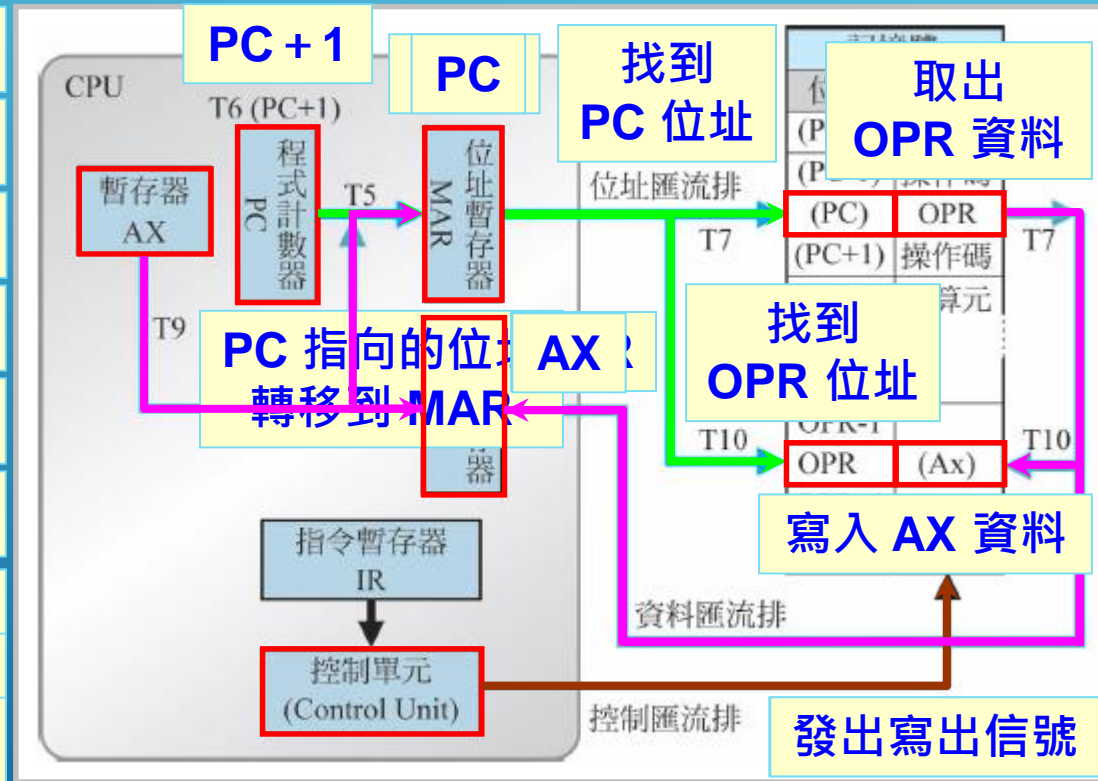 PC + 1
PC
找到
PC 位址
取出
OPR 資料
CPU
T6 (PC+1)
暫存器
AX
程式計數器
PC
T5
位址暫存器
MAR
位址匯流排
T7
(PC)
OPR
T7
(PC+1)
操作碼
T9
PC 指向的位
轉移到 MAR
AX
器
找到
OPR 位址
算元
OPR-1
T10
OPR
(Ax)
T10
寫入 AX 資料
指令暫存器
IR
資料匯流排
控制單元
(Control Unit)
控制匯流排
發出寫出信號